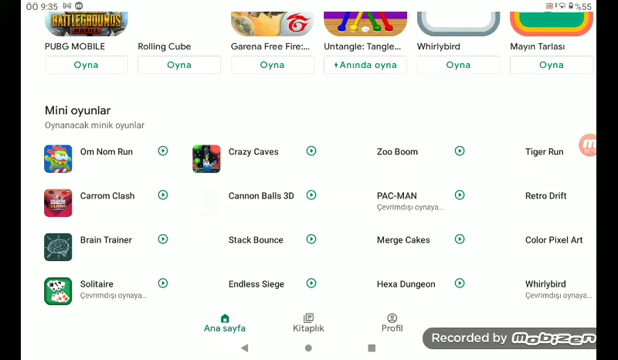 ÖÖ 9:35
%55
BATTLEGROUNDS
MOBILE
PUBG MOBILE
Rolling Cube
Garena Free Fire:...
Untangle: Tangle...
Whirlybird
Mayın Tarlası
Oyna
Oyna
Oyna
Anında oyna
Oyna
Oyna
Mini oyunlar
Oynanacak minik oyunlar
Om Nom Run
Crazy Caves
Zoo Boom
Tiger Run
Carrom Clash
Cannon Balls 3D
PAC-MAN
Çevrimdışı oynaya...
Retro Drift
Brain Trainer
Stack Bounce
Merge Cakes
Color Pixel Art
Solitaire
Çevrimdışı oynaya...
Endless Siege
Hexa Dungeon
Whirlybird
Çevrimdışı oynaya...
Ana sayfa
Kitaplık
Profil
Recorded by Mobizen